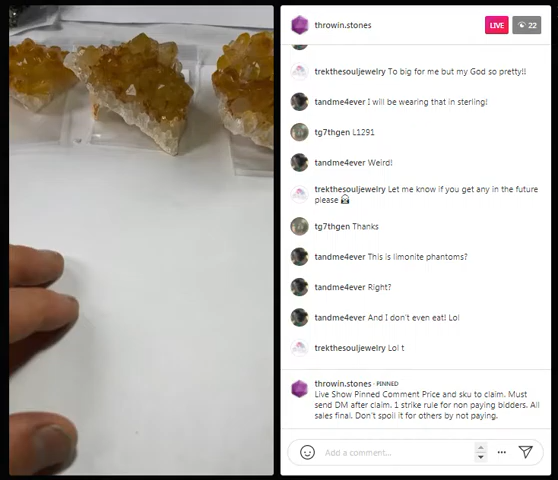 throwin.stones
LIVE
22
trekthesouljewelry To big for me but my God so pretty!!
tandme4ever I will be wearing that in sterling!
tg7thgen L1291
tandme4ever Weird!
trekthesouljewelry Let me know if you get any in the future
please
tg7thgen Thanks
tandme4ever This is limonite phantoms?
tandme4ever Right?
tandme4ever And I don't even eat! Lol
trekthesouljewelry Lol t
throwin.stones · PINNED
Live Show Pinned Comment Price and sku to claim. Must
send DM after claim. 1 strike rule for non paying bidders. All
sales final. Don't spoil it for others by not paying.
Add a comment...